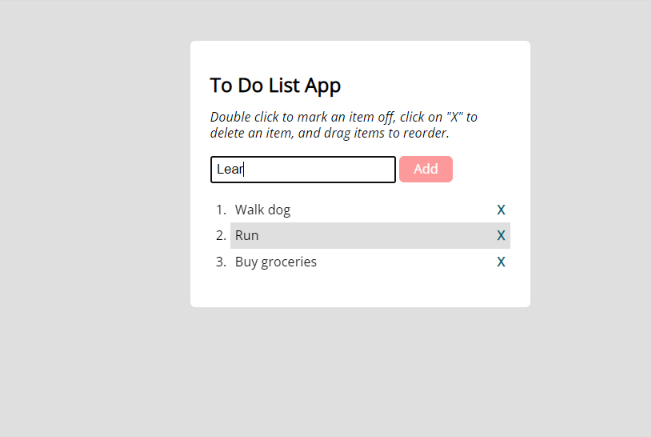 To Do List App
Double click to mark an item off, click on "X" to
delete an item, and drag items to reorder.
Lear Add
1. Walk dog X
2. Run X
3. Buy groceries X